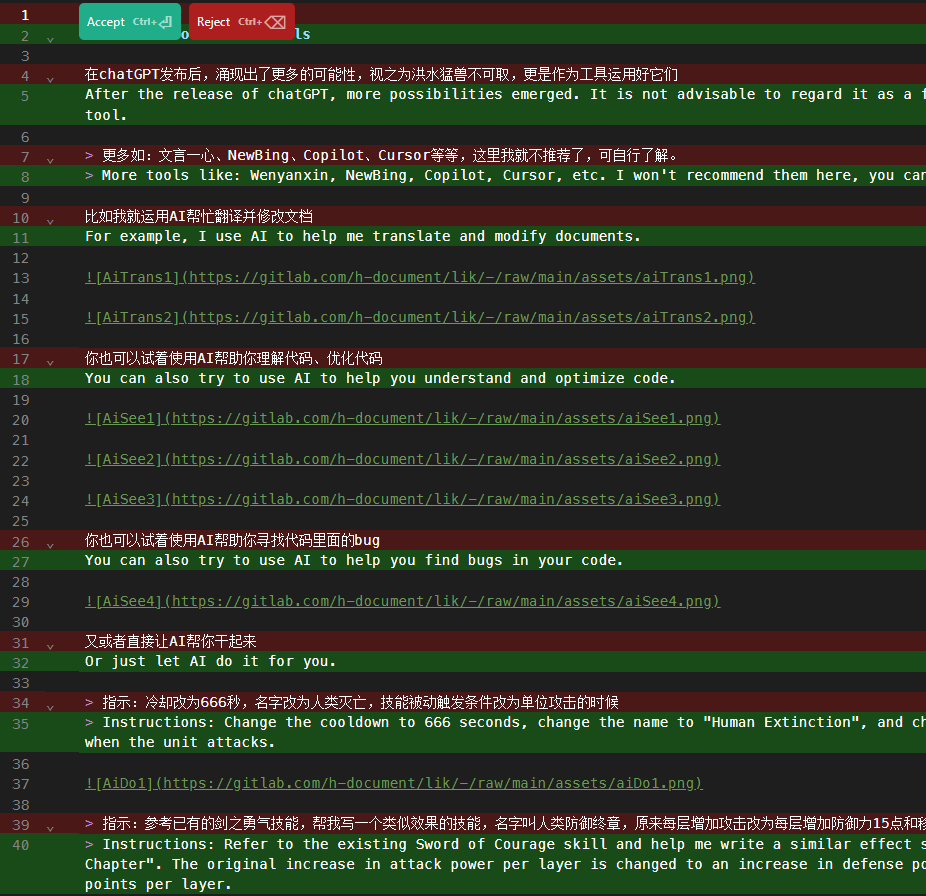 1
Accept Ctrl+⏎ Reject Ctrl+⌫
2 ls
3
4 在chatGPT发布后，涌现出了更多的可能性，视之为洪水猛兽不可取，更是作为工具运用好它们
5 After the release of chatGPT, more possibilities emerged. It is not advisable to regard it as a
tool.
6
7 > 更多如：文言一心、NewBing、Copilot、Cursor等等，这里我就不推荐了，可自行了解。
8 > More tools like: Wenyanxin, NewBing, Copilot, Cursor, etc. I won't recommend them here, you can
9
10 比如我就运用AI帮忙翻译并修改文档
11 For example, I use AI to help me translate and modify documents.
12
13 ![AiTrans1](https://gitlab.com/h-document/lik/-/raw/main/assets/aiTrans1.png)
14
15 ![AiTrans2](https://gitlab.com/h-document/lik/-/raw/main/assets/aiTrans2.png)
16
17 你也可以试着使用AI帮助你理解代码、优化代码
18 You can also try to use AI to help you understand and optimize code.
19
20 ![AiSee1](https://gitlab.com/h-document/lik/-/raw/main/assets/aiSee1.png)
21
22 ![AiSee2](https://gitlab.com/h-document/lik/-/raw/main/assets/aiSee2.png)
23
24 ![AiSee3](https://gitlab.com/h-document/lik/-/raw/main/assets/aiSee3.png)
25
26 你也可以试着使用AI帮助你寻找代码里面的bug
27 You can also try to use AI to help you find bugs in your code.
28
29 ![AiSee4](https://gitlab.com/h-document/lik/-/raw/main/assets/aiSee4.png)
30
31 又或者直接让AI帮你干起来
32 Or just let AI do it for you.
33
34 > 指示：冷却改为666秒，名字改为人类灭亡，技能被动触发条件改为单位攻击的时候
35 > Instructions: Change the cooldown to 666 seconds, change the name to "Human Extinction", and
when the unit attacks.
36
37 ![AiDo1](https://gitlab.com/h-document/lik/-/raw/main/assets/aiDo1.png)
38
39 > 指示：参考已有的剑之勇气技能，帮我写一个类似效果的技能，名字叫人类防御终章，原来每层增加攻击改为每层增加防御力15点和
40 > Instructions: Refer to the existing Sword of Courage skill and help me write a similar effect
Chapter". The original increase in attack power per layer is changed to an increase in defense
points per layer.